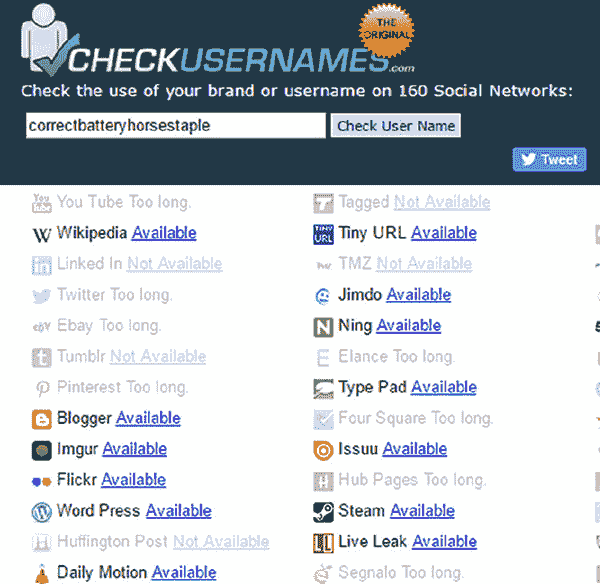 THE ORIGINAL
CHECKUSERNAMES.com
Check the use of your brand or username on 160 Social Networks:
correctbatteryhorsestaple Check User Name
Tweet
You Tube Too long.
Wikipedia Available
Linked In Not Available
Twitter Too long.
Ebay Too long.
Tumblr Not Available
Pinterest Too long.
Blogger Available
Imgur Available
Flickr Available
Word Press Available
Huffington Post Not Available
Daily Motion Available
Tagged Not Available
Tiny URL Available
TMZ Not Available
Jimdo Available
Ning Available
Elance Too long.
Type Pad Available
Four Square Too long.
Issuu Available
Hub Pages Too long.
Steam Available
Live Leak Available
Segnalo Too long.